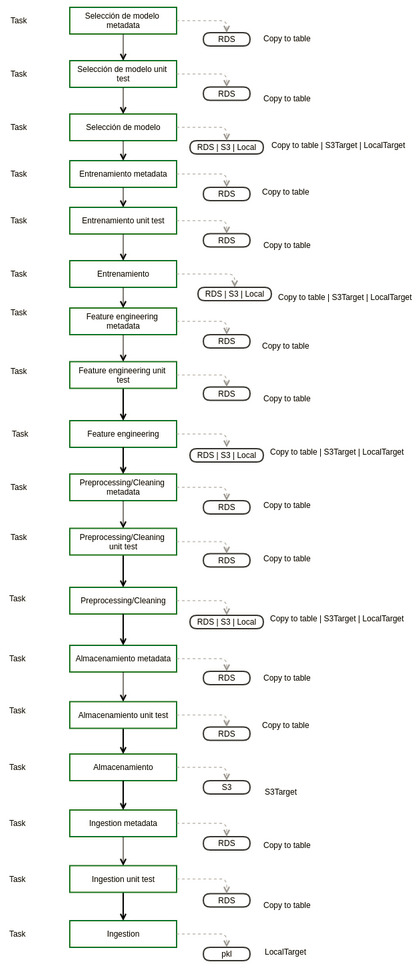 Task
Selección de modelo
metadata
RDS
Copy to table
Task
Selección de modelo unit
test
RDS
Copy to table
Task
Selección de modelo
RDS | S3 | Local
Copy to table | S3Target | LocalTarget
Task
Entrenamiento metadata
RDS
Copy to table
Task
Entrenamiento unit test
RDS
Copy to table
Task
Entrenamiento
RDS | S3 | Local
Copy to table | S3Target | LocalTarget
Task
Feature engineering
metadata
RDS
Copy to table
Task
Feature engineering unit
test
RDS
Copy to table
Task
Feature engineering
RDS | S3 | Local
Copy to table | S3Target | LocalTarget
Task
Preprocessing/Cleaning
metadata
RDS
Copy to table
Task
Preprocessing/Cleaning
unit test
RDS
Copy to table
Task
Preprocessing/Cleaning
RDS | S3 | Local
Copy to table | S3Target | LocalTarget
Task
Almacenamiento metadata
RDS
Copy to table
Task
Almacenamiento unit test
RDS
Copy to table
Task
Almacenamiento
S3
S3Target
Task
Ingestion metadata
RDS
Copy to table
Task
Ingestion unit test
RDS
Copy to table
Task
Ingestion
pkl
LocalTarget